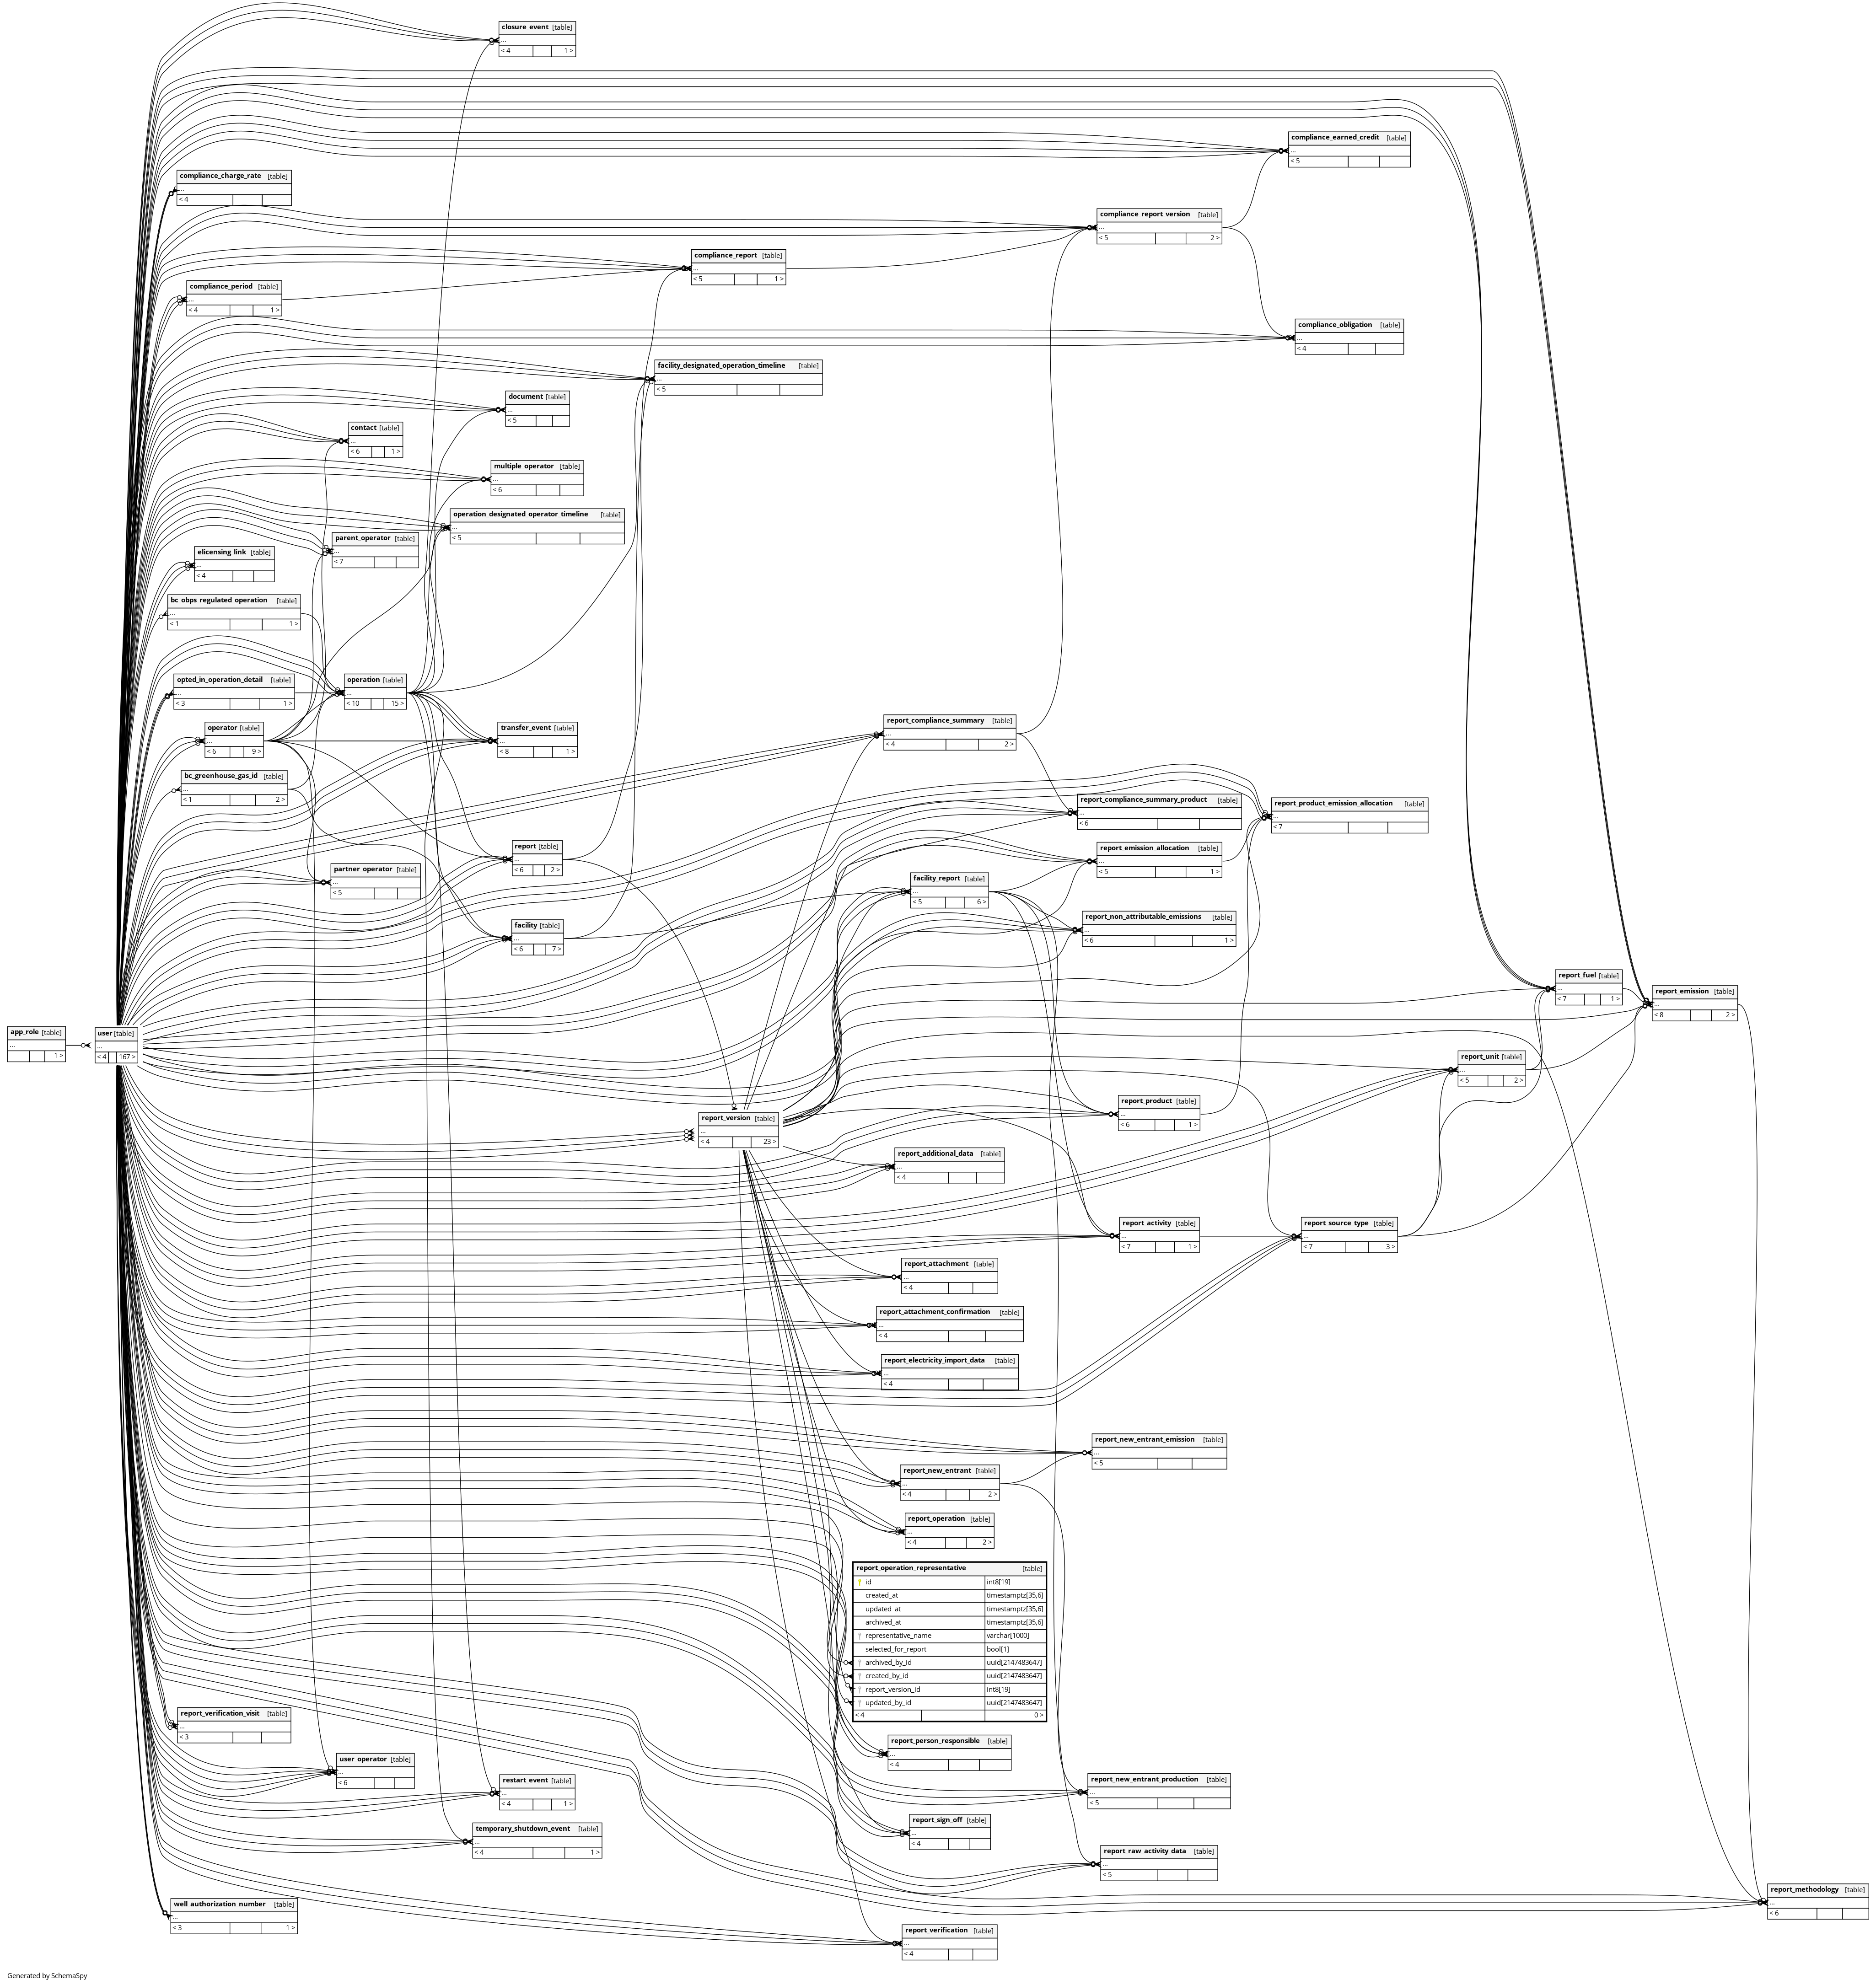 closure_event [table]
...
< 4 1 >
compliance_earned_credit [table]
...
< 5
compliance_charge_rate [table]
...
< 4
compliance_report_version [table]
...
< 5 2 >
compliance_report [table]
...
< 5 1 >
compliance_period [table]
...
< 4 1 >
compliance_obligation [table]
...
< 4
facility_designated_operation_timeline [table]
...
< 5
document [table]
...
< 5
contact [table]
...
< 6 1 >
multiple_operator [table]
...
< 6
operation_designated_operator_timeline [table]
...
< 5
parent_operator [table]
...
< 7
elicensing_link [table]
...
< 4
bc_obps_regulated_operation [table]
...
< 1 1 >
opted_in_operation_detail [table]
...
< 3 1 >
operation [table]
...
< 10 15 >
operator [table]
...
< 6 9 >
transfer_event [table]
...
< 8 1 >
report_compliance_summary [table]
...
< 4 2 >
bc_greenhouse_gas_id [table]
...
< 1 2 >
report_compliance_summary_product [table]
...
< 6
report_product_emission_allocation [table]
...
< 7
report [table]
...
< 6 2 >
report_emission_allocation [table]
...
< 5 1 >
partner_operator [table]
...
< 5
facility_report [table]
...
< 5 6 >
report_non_attributable_emissions [table]
...
< 6 1 >
facility [table]
...
< 6 7 >
report_fuel [table]
...
< 7 1 >
report_emission [table]
...
< 8 2 >
app_role [table]
...
1 >
user [table]
...
< 4 167 >
report_unit [table]
...
< 5 2 >
report_product [table]
...
< 6 1 >
report_version [table]
...
< 4 23 >
report_additional_data [table]
...
< 4
report_activity [table]
...
< 7 1 >
report_source_type [table]
...
< 7 3 >
report_attachment [table]
...
< 4
report_attachment_confirmation [table]
...
< 4
report_electricity_import_data [table]
...
< 4
report_new_entrant_emission [table]
...
< 5
report_new_entrant [table]
...
< 4 2 >
report_operation [table]
...
< 4 2 >
report_operation_representative [table]
id int8[19]
created_at timestamptz[35,6]
updated_at timestamptz[35,6]
archived_at timestamptz[35,6]
representative_name varchar[1000]
selected_for_report bool[1]
archived_by_id uuid[2147483647]
created_by_id uuid[2147483647]
report_version_id int8[19]
updated_by_id uuid[2147483647]
< 4 0 >
report_verification_visit [table]
...
< 3
report_person_responsible [table]
...
< 4
user_operator [table]
...
< 6
restart_event [table]
...
< 4 1 >
report_new_entrant_production [table]
...
< 5
report_sign_off [table]
...
< 4
temporary_shutdown_event [table]
...
< 4 1 >
report_raw_activity_data [table]
...
< 5
report_methodology [table]
...
< 6
well_authorization_number [table]
...
< 3 1 >
report_verification [table]
...
< 4
Generated by SchemaSpy